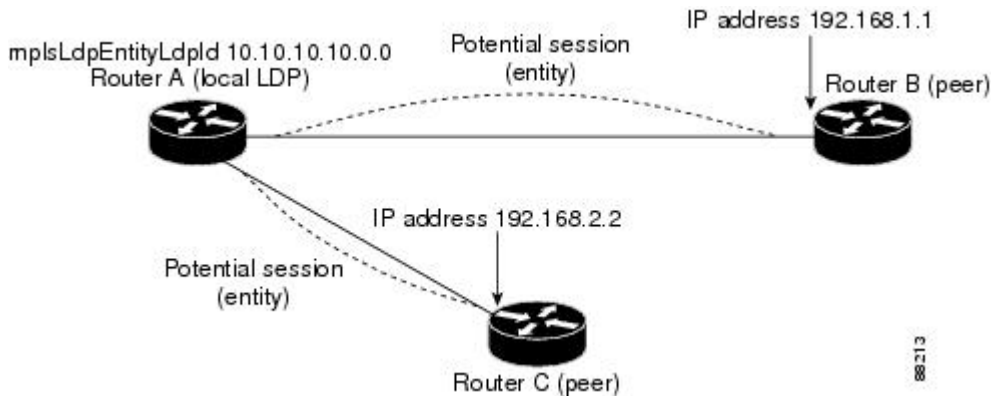 IP address 192.168.1.1
mplsLdpEntityLdpId 10.10.10.10.0.0
Router A (local LDP)
Potential session
(entity)
Router B (peer)
IP address 192.168.2.2
Potential session
(entity)
Router C (peer)
88213